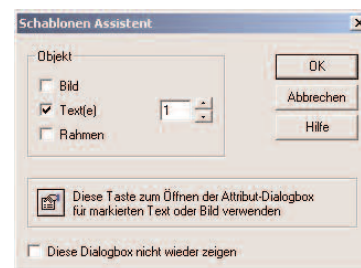 Schablonen Assistent
Objekt
Bild
Text(e)
1
Rahmen
OK
Abbrechen
Hilfe
Diese Taste zum Öffnen der Attribut-Dialogbox
für markierten Text oder Bild verwenden
Diese Dialogbox nicht wieder zeigen